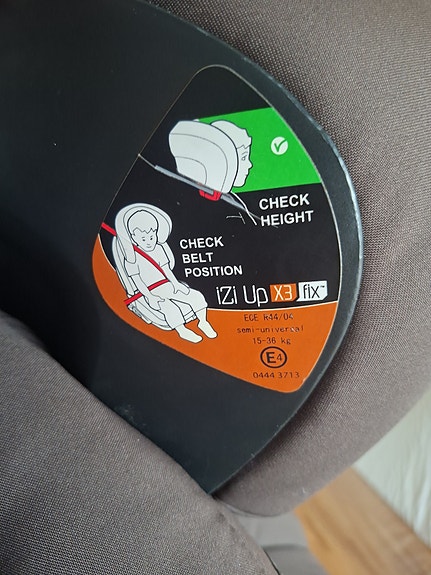 CHECK
HEIGHT
CHECK
BELT
POSITION
iZi Up X3 fix™
ECE R44/04
semi-universal
15-36 kg
E4
0444 3713